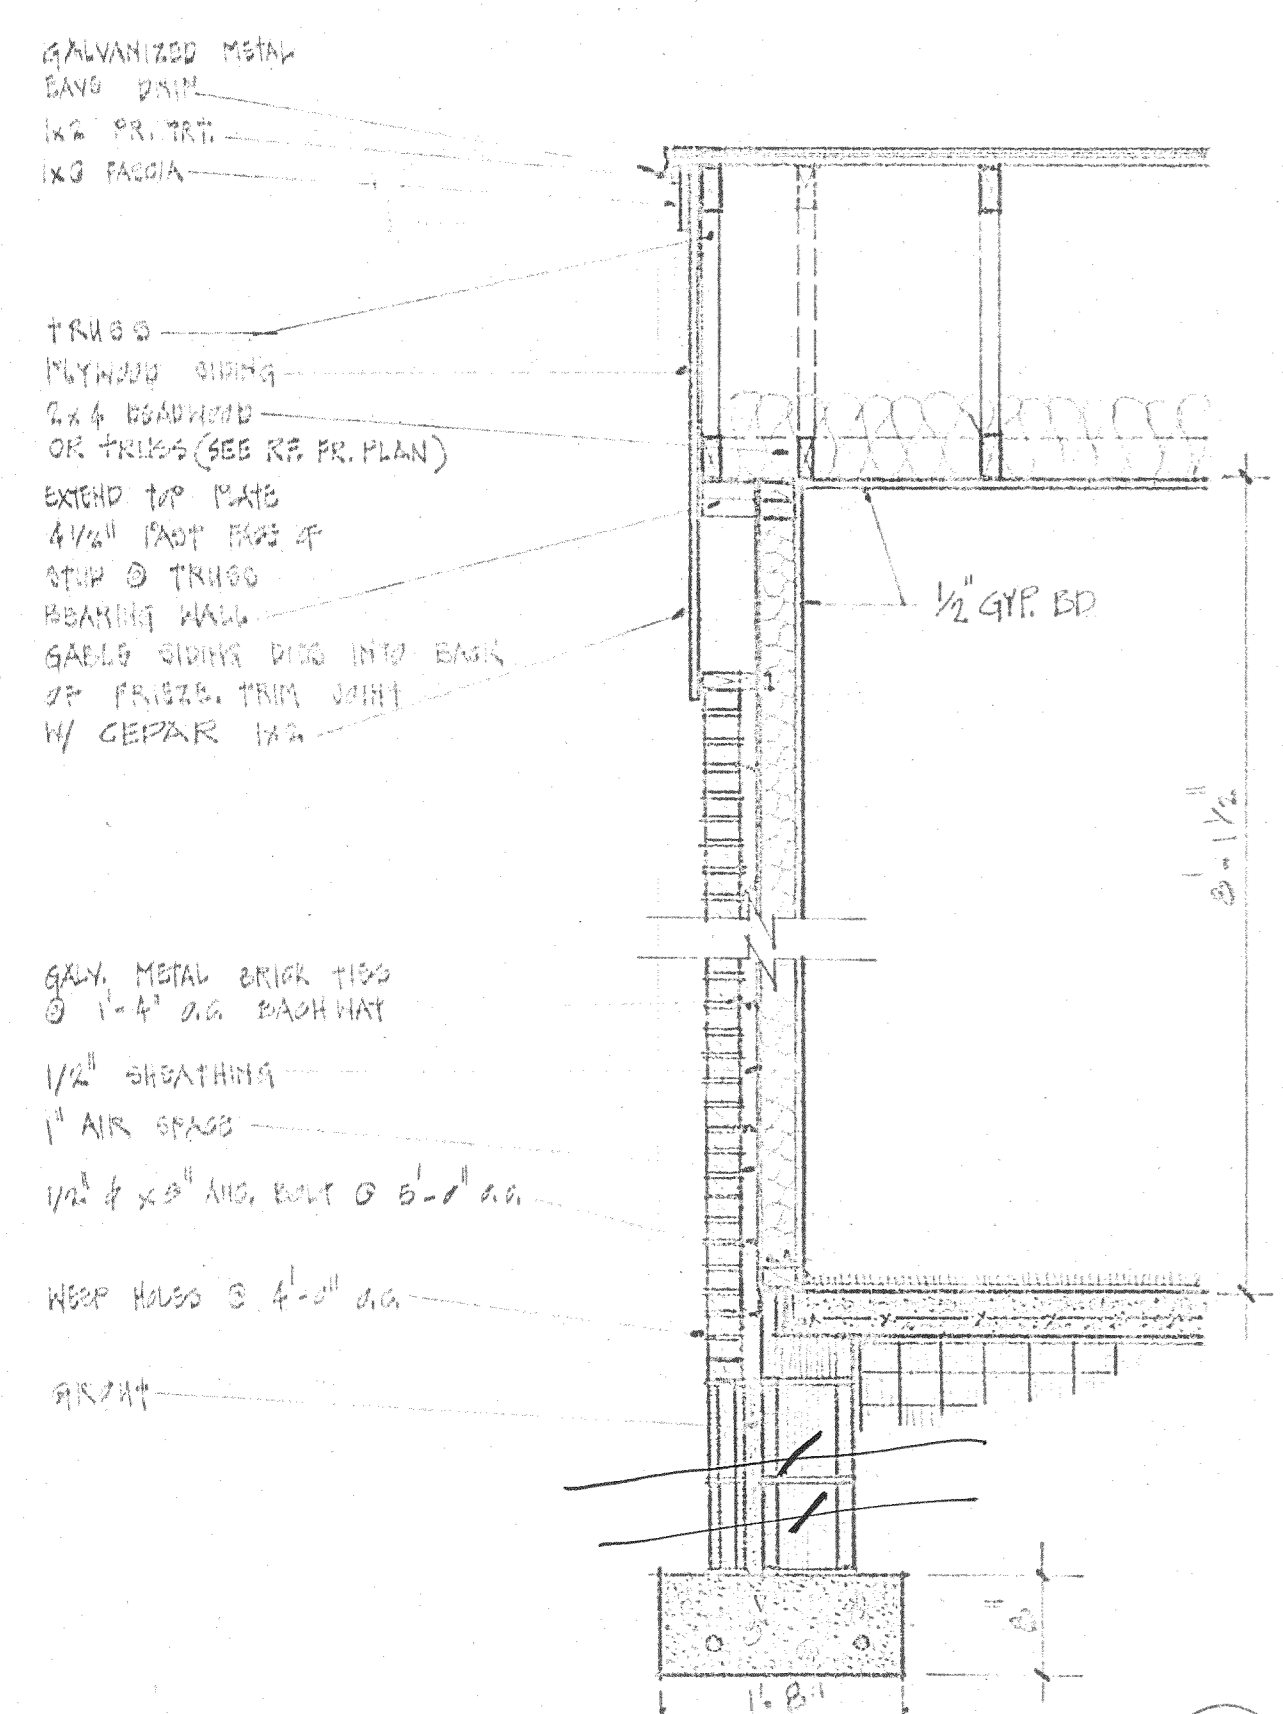 GALVANIZED METAL
EAVE DRIP
1x2 PR. TRT.
1x8 FASCIA
TRUSS
PLYWOOD SIDING
2x4 DEADWOOD
OR TRUSS (SEE RF. FR. PLAN)
EXTEND TOP PLATE
4 1/2" PAST FACE OF
STUD @ TRUSS
BEARING WALL
GABLE SIDING DIES INTO BACK
OF FRIEZE. TRIM JOINT
W/ CEDAR 1x2
1/2" GYP. BD
8'-1 1/2"
GALV. METAL BRICK TIES
@ 1'-4" O.C. EACH WAY
1/2" SHEATHING
1" AIR SPACE
1/2" ϕ x 8" ANC. BOLT @ 5'-0" O.C.
WEEP HOLES @ 4'-0" O.C.
GROUT
8"
1'-8"